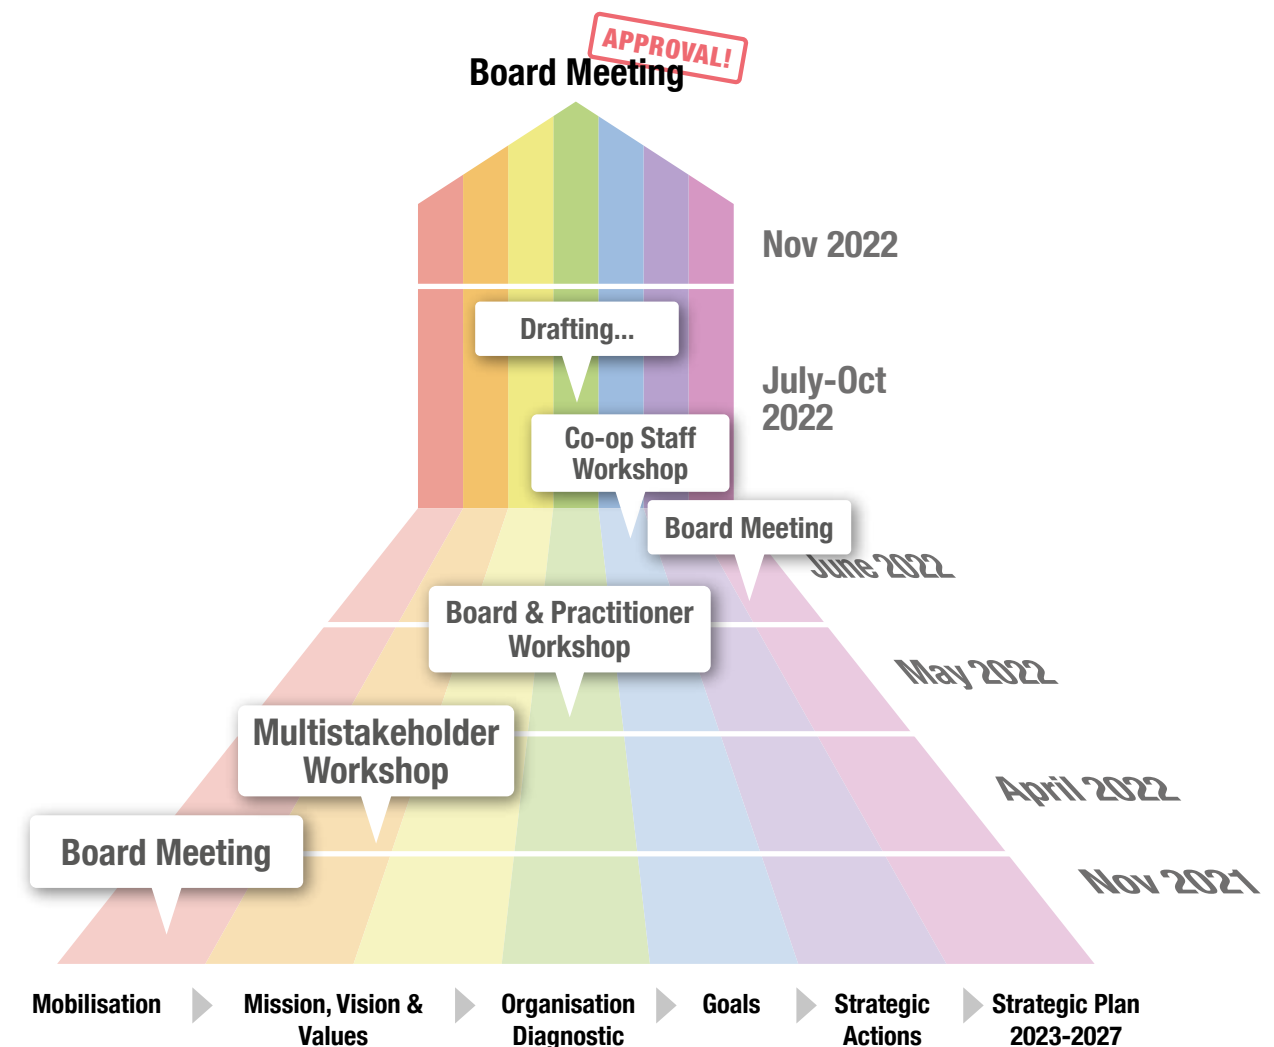 APPROVAL!
Board Meeting
Nov 2022
Drafting...
July-Oct
2022
Co-op Staff
Workshop
Board Meeting
June 2022
Board & Practitioner
Workshop
May 2022
Multistakeholder
Workshop
April 2022
Board Meeting
Nov 2021
Mobilisation
Mission, Vision &
Values
Organisation
Diagnostic
Goals
Strategic
Actions
Strategic Plan
2023-2027